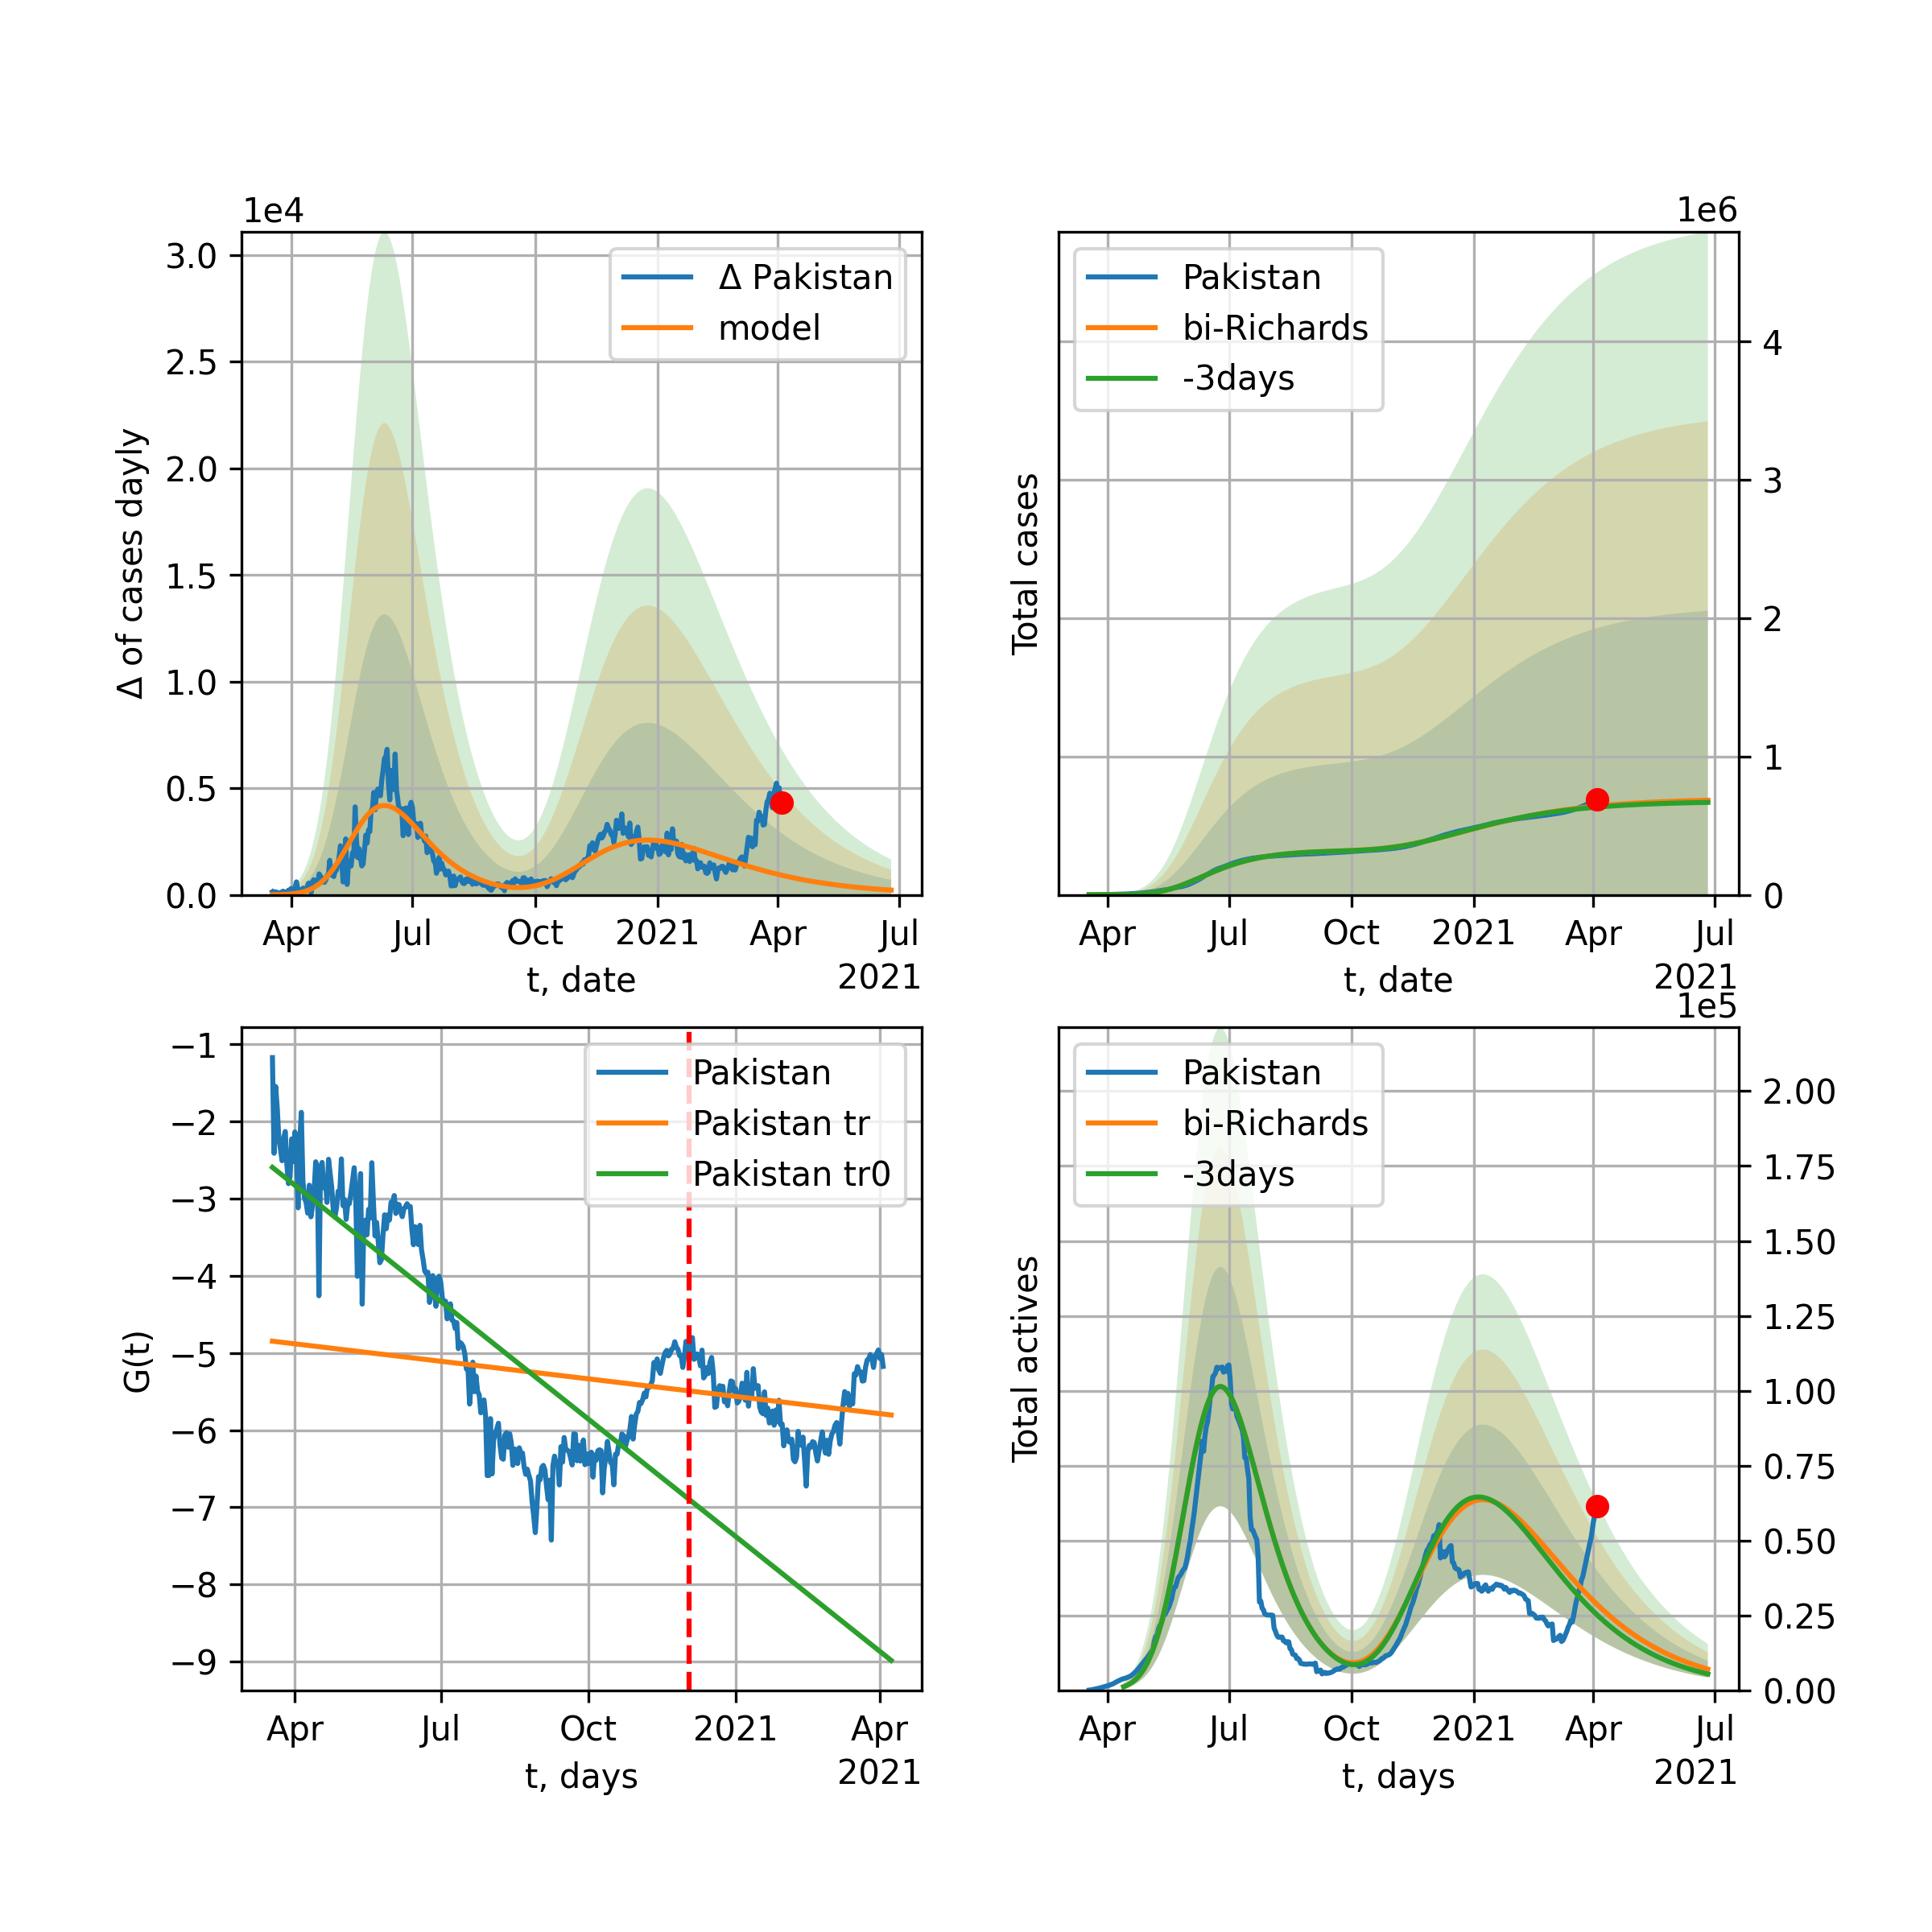 1e4
3.0
2.5
2.0
1.5
1.0
0.5
0.0
Δ of cases dayly
Δ Pakistan
model
Apr Jul Oct 2021 Apr Jul
t, date
2021
1e6
Pakistan
bi-Richards
-3days
Total cases
4
3
2
1
0
Apr Jul Oct 2021 Apr Jul
t, date
2021
−1
−2
−3
−4
−5
−6
−7
−8
−9
G(t)
Pakistan
Pakistan tr
Pakistan tr0
Apr Jul Oct 2021 Apr
t, days
2021
1e5
Pakistan
bi-Richards
-3days
Total actives
2.00
1.75
1.50
1.25
1.00
0.75
0.50
0.25
0.00
Apr Jul Oct 2021 Apr Jul
t, days
2021